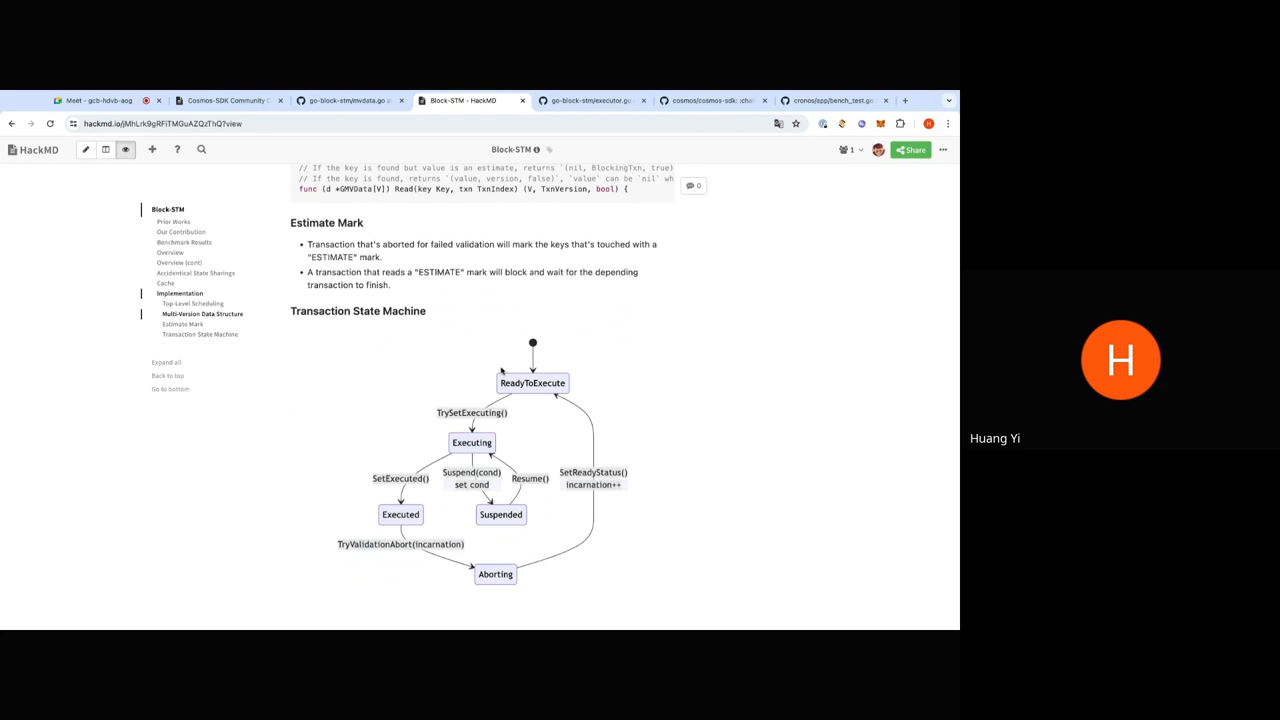 Meet - gcb-hdvb-aog
Cosmos-SDK Community C
go-block-stm/mvdata.go a
Block-STM - HackMD
go-block-stm/executor.go
cosmos/cosmos-sdk: :cha
cronos/app/bench_test.go
hackmd.io/jMhLrk9gRFiTMGuAZQzThQ?view
HackMD
Block-STM
1
Share
// If the key is found but value is an estimate, returns `(nil, BlockingTxn, true)
// If the key is found, returns `(value, version, false)`, `value` can be `nil` wh
func (d *GMVData[V]) Read(key Key, txn TxnIndex) (V, TxnVersion, bool) {
0
Block-STM
Prior Works
Our Contribution
Benchmark Results
Overview
Overview (cont)
Accidentical State Sharings
Cache
Implementation
Top-Level Scheduling
Multi-Version Data Structure
Estimate Mark
Transaction State Machine
Expand all
Back to top
Go to bottom
Estimate Mark
• Transaction that's aborted for failed validation will mark the keys that's touched with a
"ESTIMATE" mark.
• A transaction that reads a "ESTIMATE" mark will block and wait for the depending
transaction to finish.
Transaction State Machine
ReadyToExecute
TrySetExecuting()
Executing
SetExecuted()
Suspend(cond)
set cond
Resume()
SetReadyStatus()
incarnation++
Executed
Suspended
TryValidationAbort(incarnation)
Aborting
H
Huang Yi